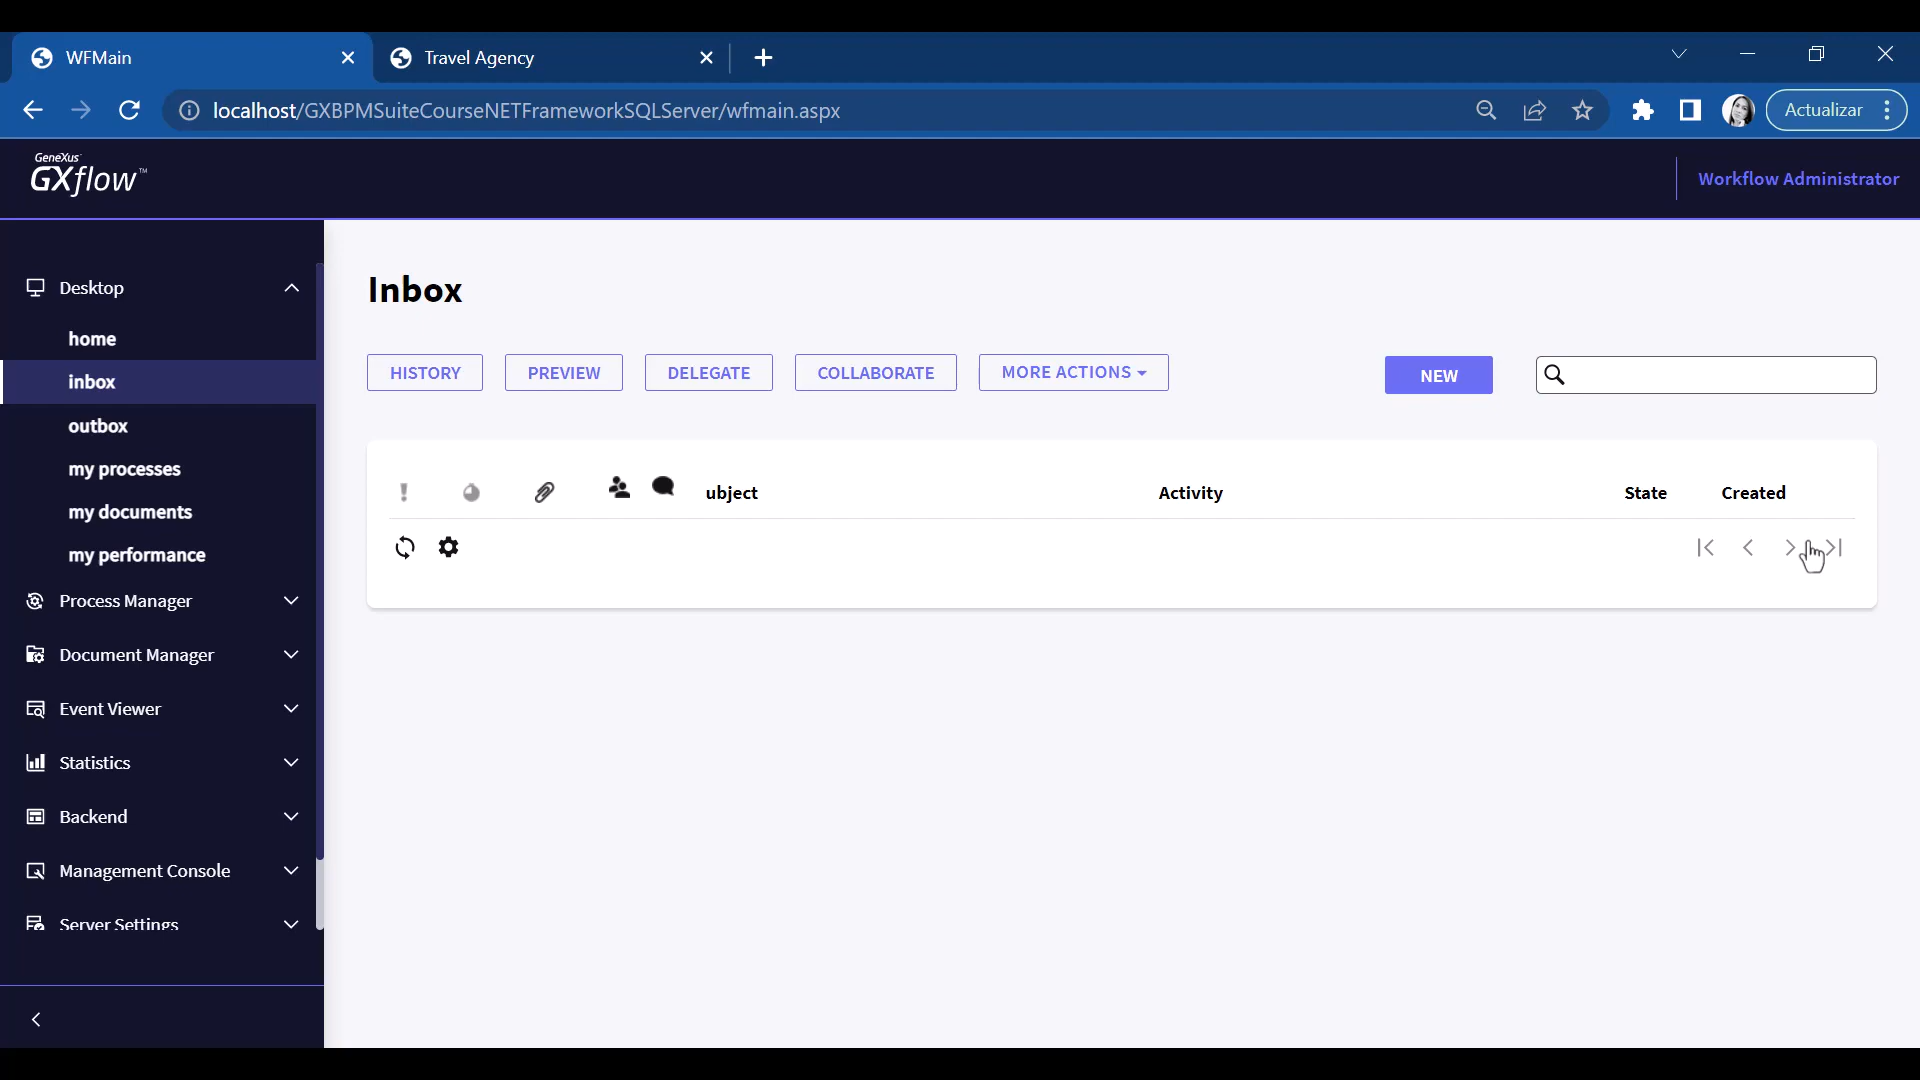 WFMain
Travel Agency
localhost/GXBPMSuiteCourseNETFrameworkSQLServer/wfmain.aspx
Actualizar
GeneXus
GXflow™
Workflow Administrator
Desktop
home
inbox
outbox
my processes
my documents
my performance
Process Manager
Document Manager
Event Viewer
Statistics
Backend
Management Console
Server Settings
Inbox
HISTORY PREVIEW DELEGATE COLLABORATE MORE ACTIONS NEW
ubject Activity State Created